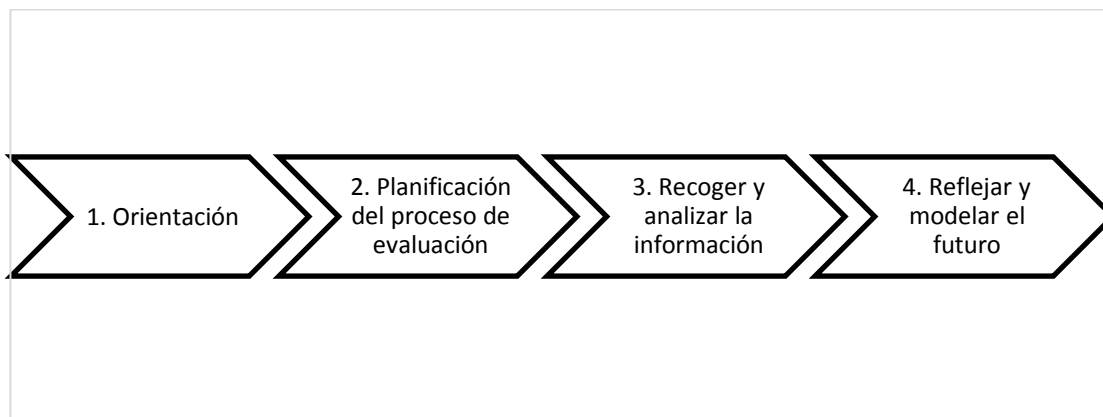 1. Orientación
2. Planificación
del proceso de
evaluación
3. Recoger y
analizar la
información
4. Reflejar y
modelar el
futuro